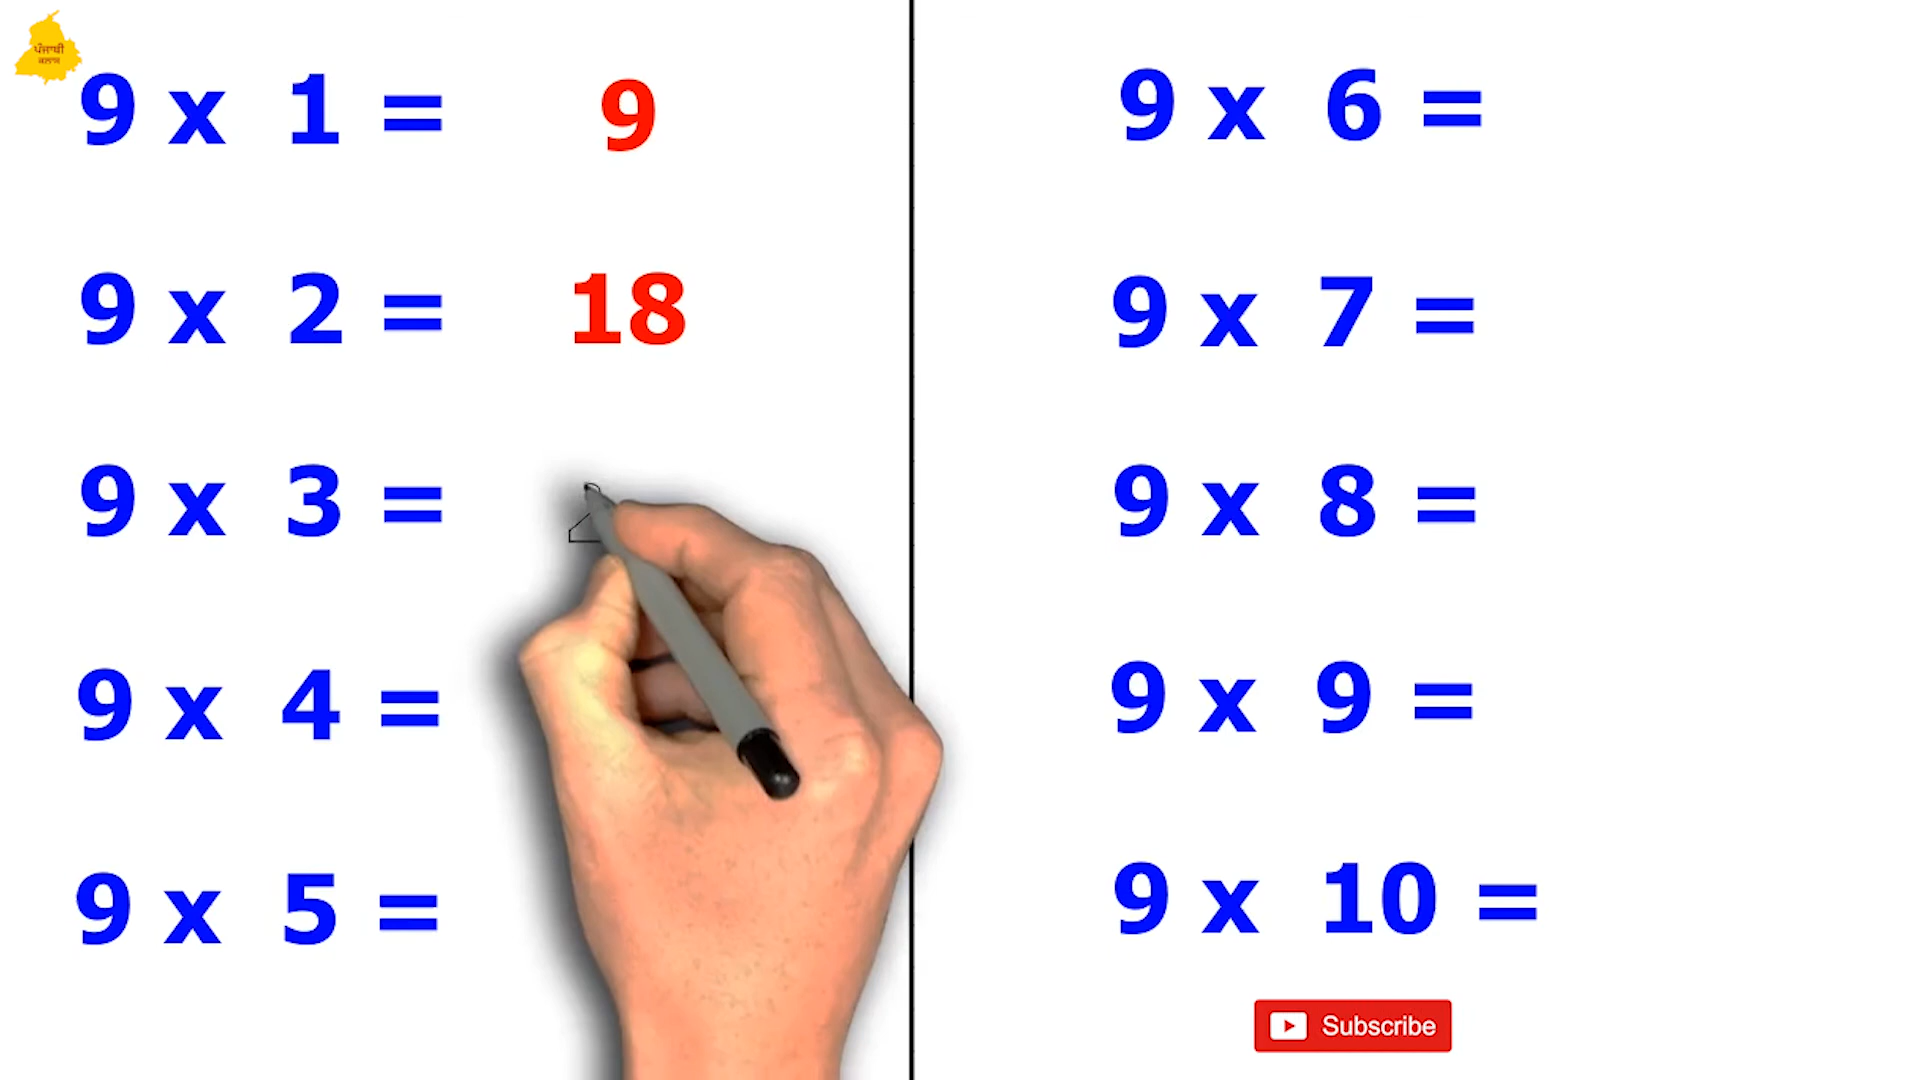 ਪੰਜਾਬੀ
ਕਲਾਸ
9 x 1 = 9
9 x 2 = 18
9 x 3 =
9 x 4 =
9 x 5 =
9 x 6 =
9 x 7 =
9 x 8 =
9 x 9 =
9 x 10 =
Subscribe